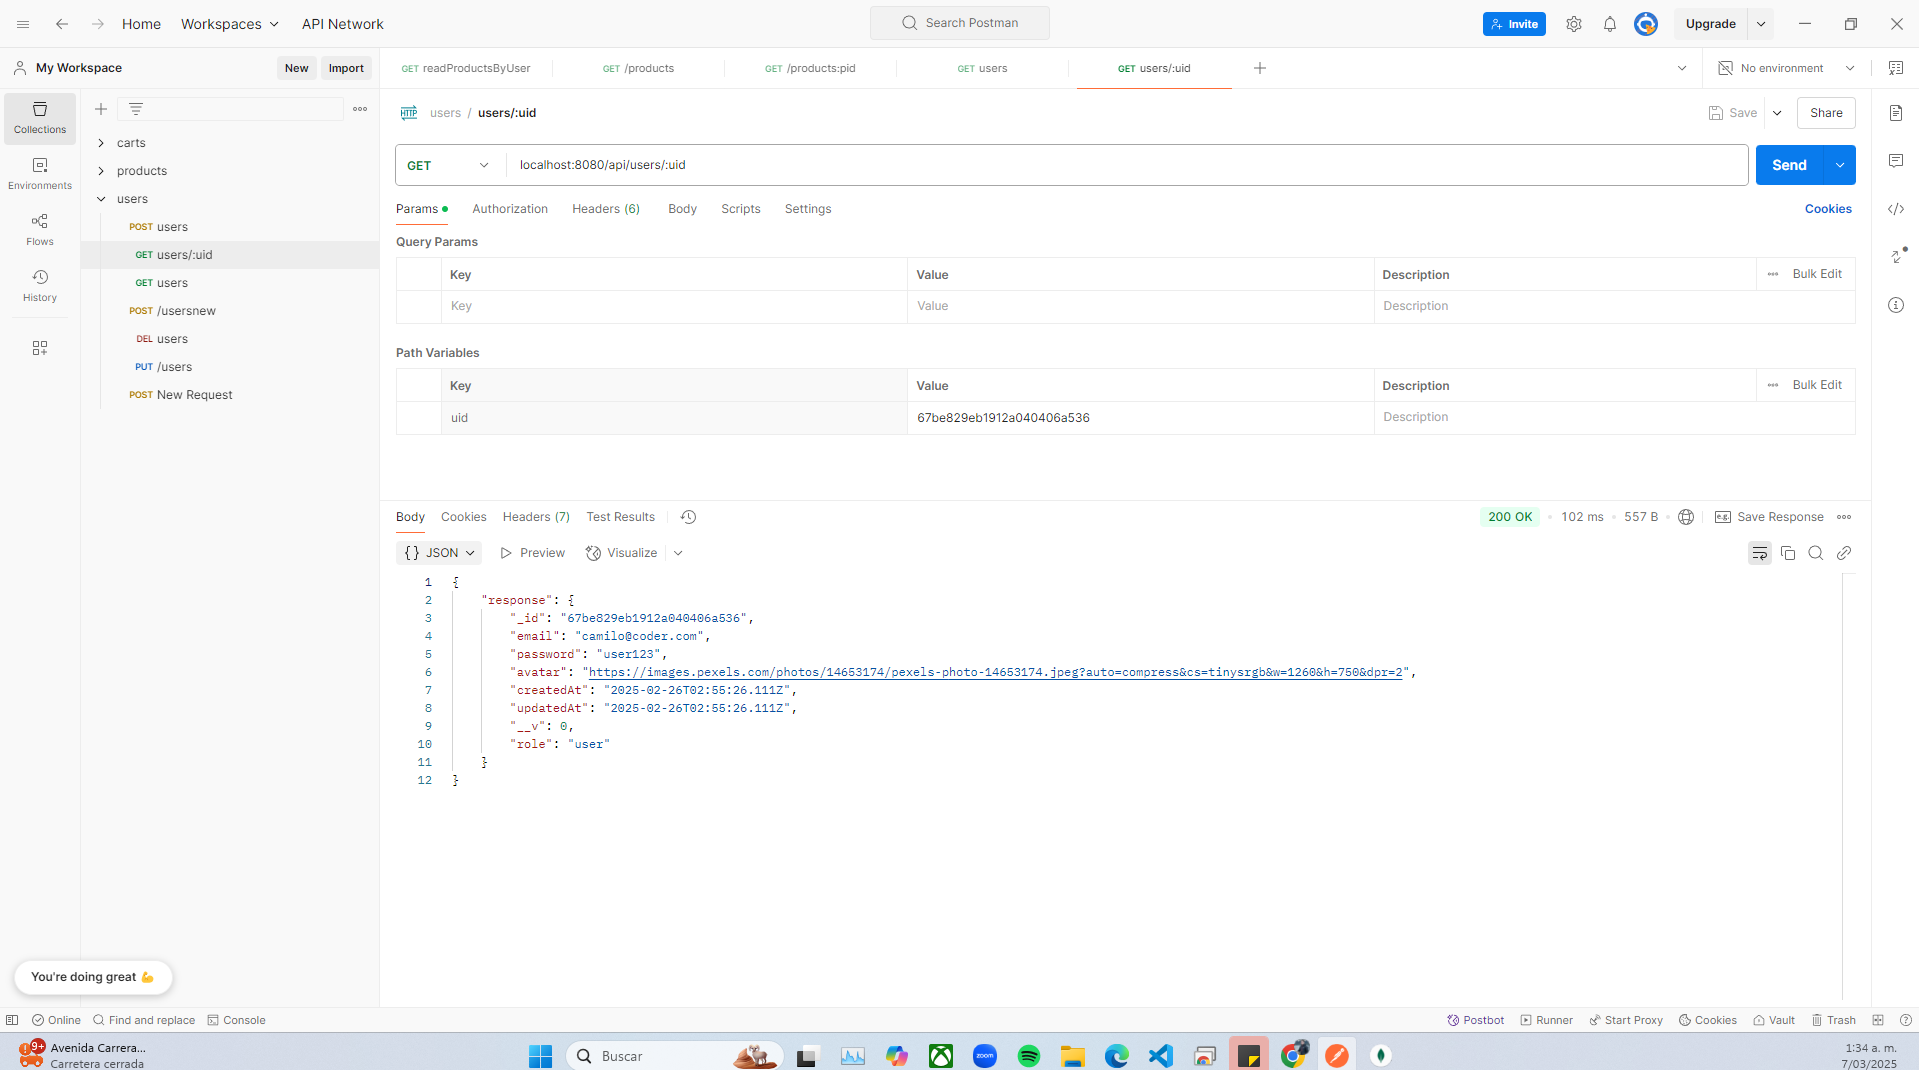 Home Workspaces API Network Search Postman Invite Upgrade
My Workspace New Import GET readProductsByUser GET /products GET /products:pid GET users GET users/:uid No environment
Collections
Environments
Flows
History
carts
products
users
POST users
GET users/:uid
GET users
POST /usersnew
DEL users
PUT /users
POST New Request
HTTP users / users/:uid Save Share
GET localhost:8080/api/users/:uid Send
Params Authorization Headers (6) Body Scripts Settings Cookies
Query Params
Key Value Description Bulk Edit
Key Value Description
Path Variables
Key Value Description Bulk Edit
uid 67be829eb1912a040406a536 Description
Body Cookies Headers (7) Test Results 200 OK 102 ms 557 B e.g. Save Response
{} JSON Preview Visualize
1 {
2 "response": {
3 "_id": "67be829eb1912a040406a536",
4 "email": "camilo@coder.com",
5 "password": "user123",
6 "avatar": "https://images.pexels.com/photos/14653174/pexels-photo-14653174.jpeg?auto=compress&cs=tinysrgb&w=1260&h=750&dpr=2",
7 "createdAt": "2025-02-26T02:55:26.111Z",
8 "updatedAt": "2025-02-26T02:55:26.111Z",
9 "__v": 0,
10 "role": "user"
11 }
12 }
You're doing great 💪
Online Find and replace Console Postbot Runner Start Proxy Cookies Vault Trash
9+ Avenida Carrera...
Carretera cerrada
Buscar
zoom
1:34 a. m.
7/03/2025